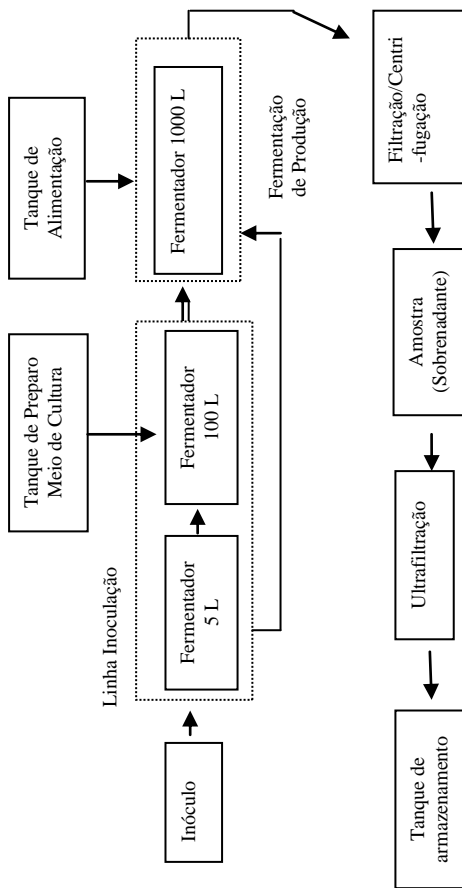 Tanque de Preparo
Meio de Cultura
Tanque de
Alimentação
Linha Inoculação
Inóculo
Fermentador
5 L
Fermentador
100 L
Fermentador 1000 L
Fermentação
de Produção
Tanque de
armazenamento
Ultrafiltração
Amostra
(Sobrenadante)
Filtração/Centri
-fugação